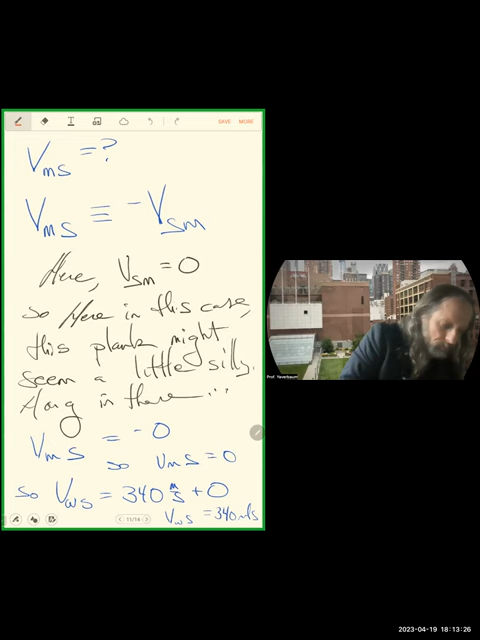 SAVE MORE
Vms = ?
Vms ≡ -Vsm
Here, Vsm = 0
so Here in this case,
this plank might
seem a little silly.
Hang in there...
Vms = -0
so Vms = 0
so Vws = 340 m/s + 0
Vws = 340 m/s
11/16
Prof. Yaverbaum
2023-04-19 18:13:26